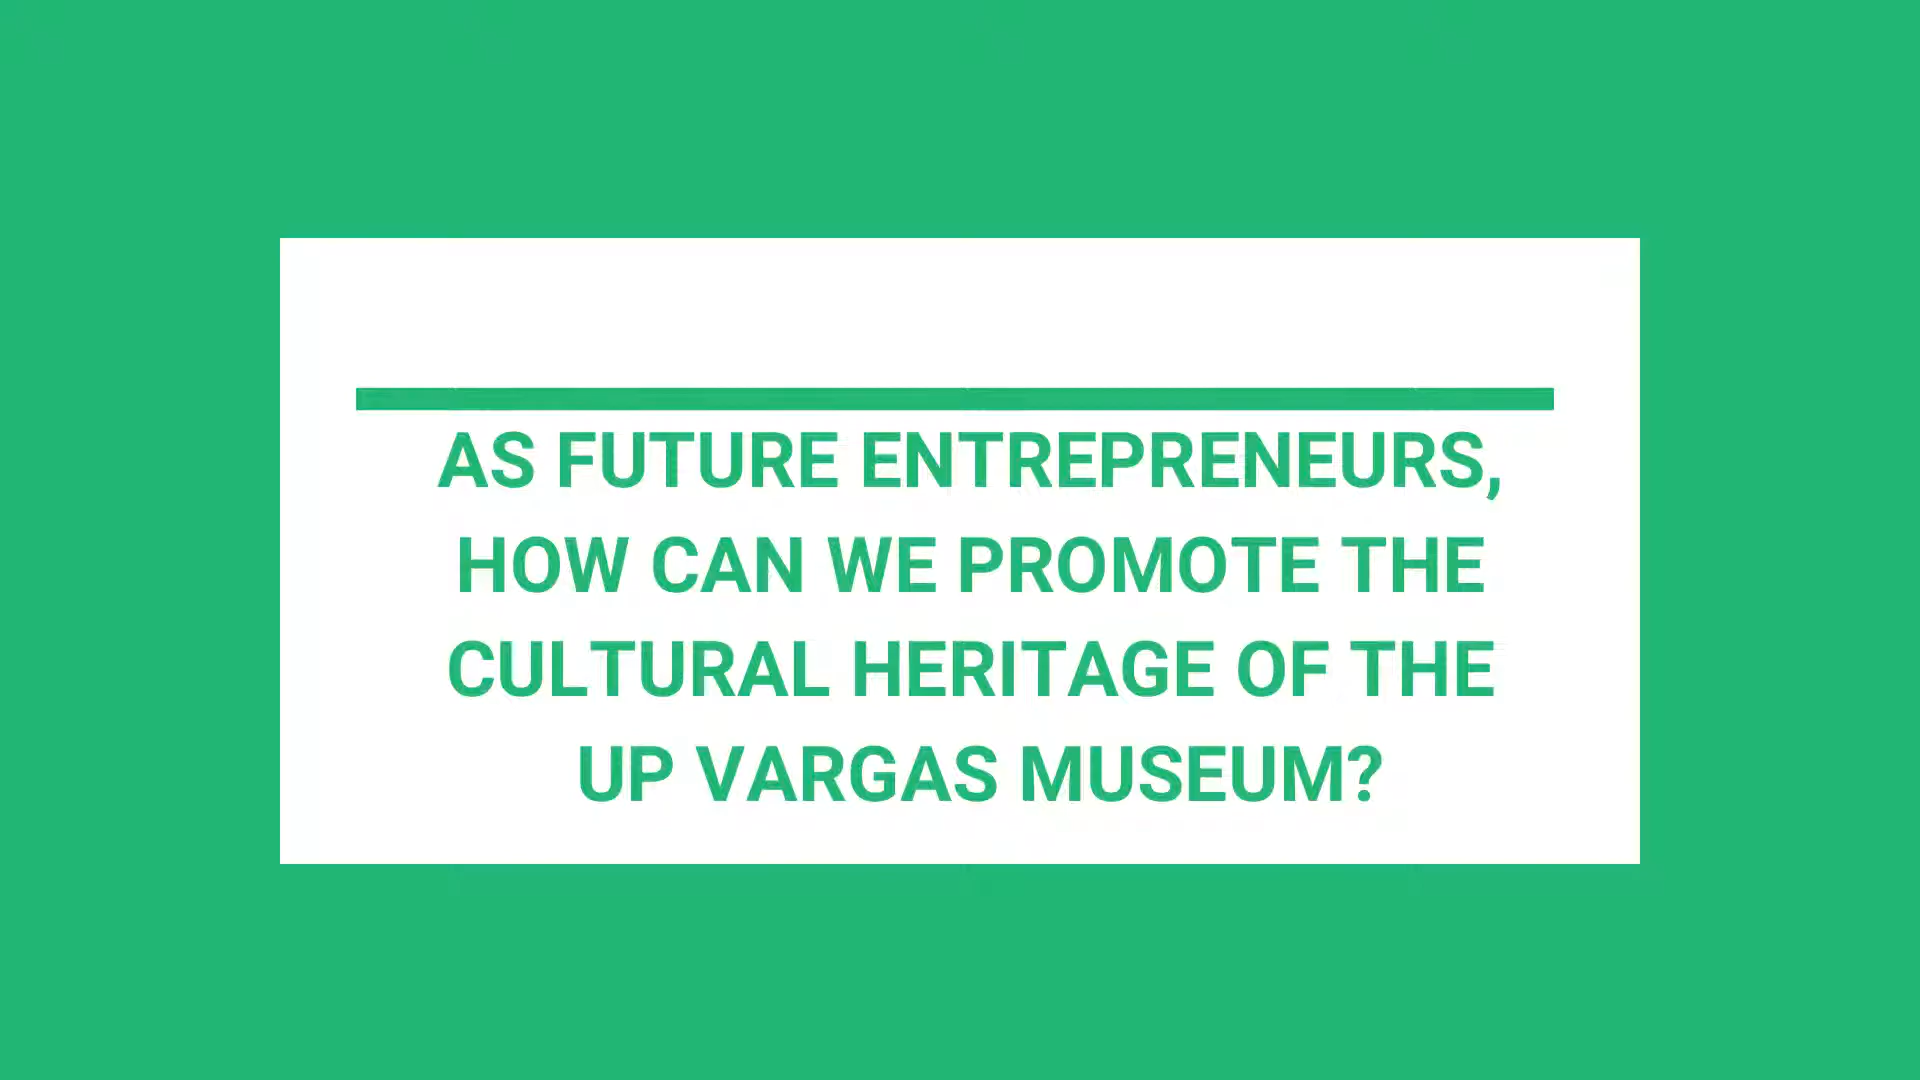 AS FUTURE ENTREPRENEURS,
HOW CAN WE PROMOTE THE
CULTURAL HERITAGE OF THE
UP VARGAS MUSEUM?